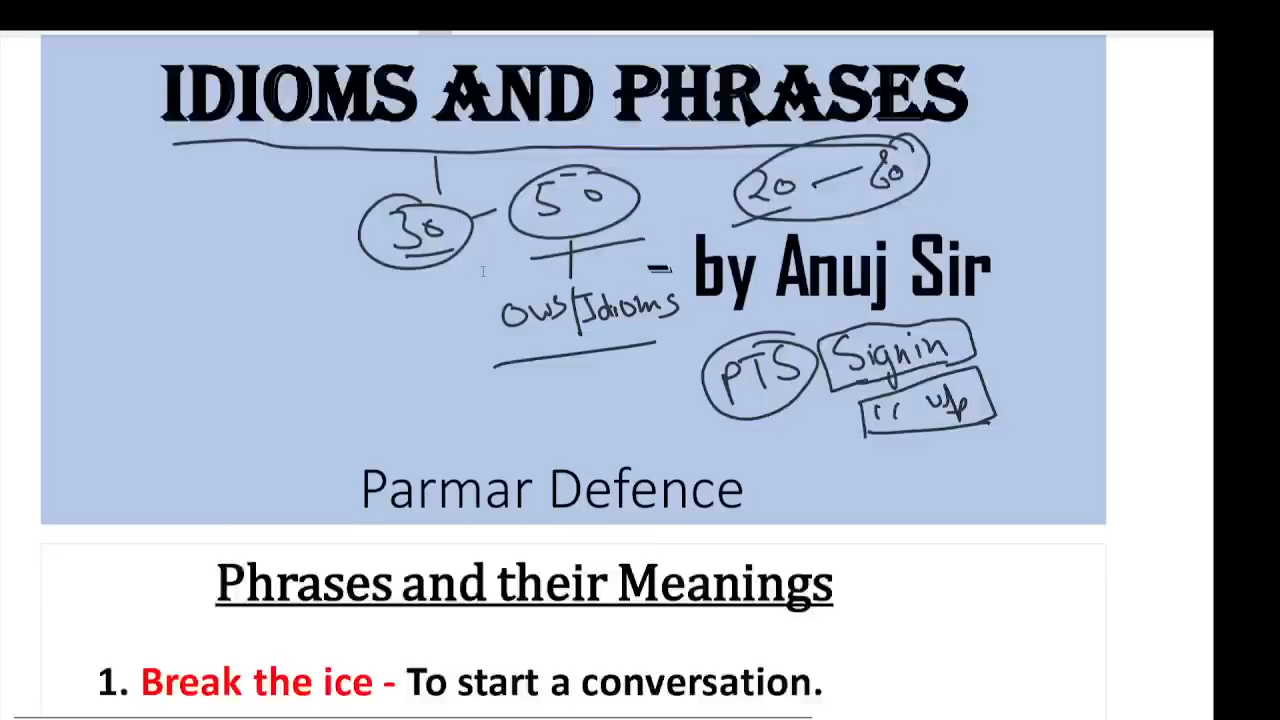 IDIOMS AND PHRASES
30 - 50
20 - 80
- by Anuj Sir
OWS/Idioms
PTS Signin
" up
Parmar Defence
Phrases and their Meanings
1. Break the ice - To start a conversation.